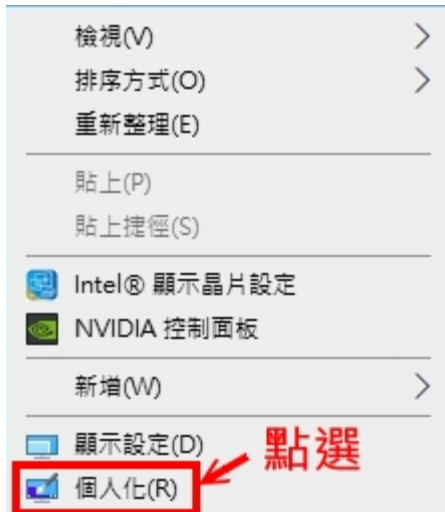 檢視(V)
排序方式(O)
重新整理(E)
貼上(P)
貼上捷徑(S)
Intel® 顯示晶片設定
NVIDIA 控制面板
新增(W)
顯示設定(D)
點選
個人化(R)